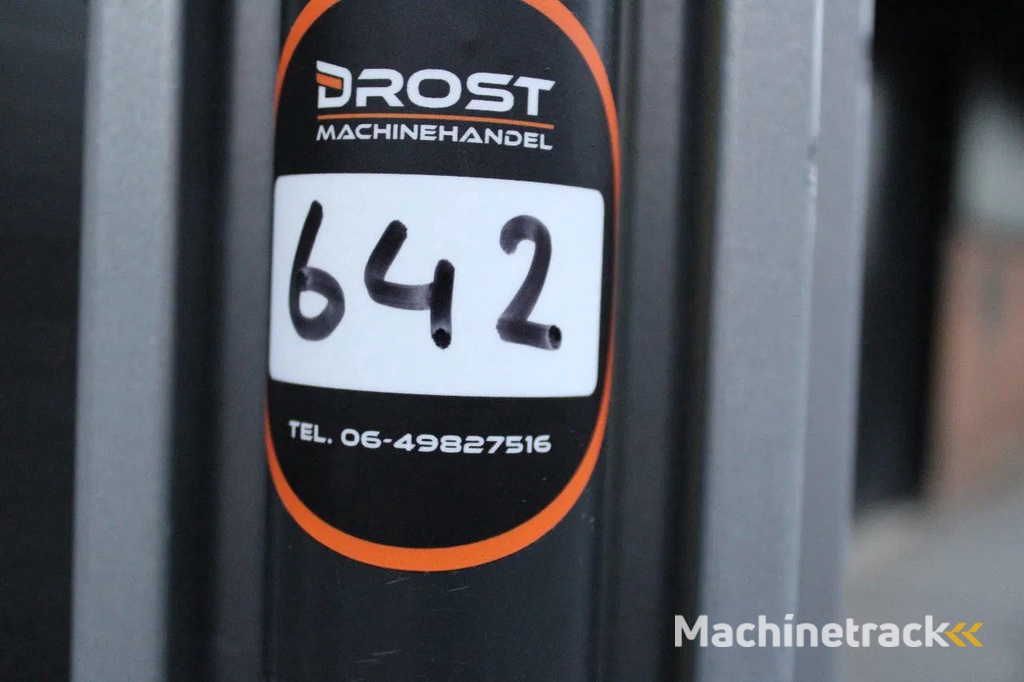 DROST
MACHINEHANDEL
642
TEL. 06-49827516
Machinetrack